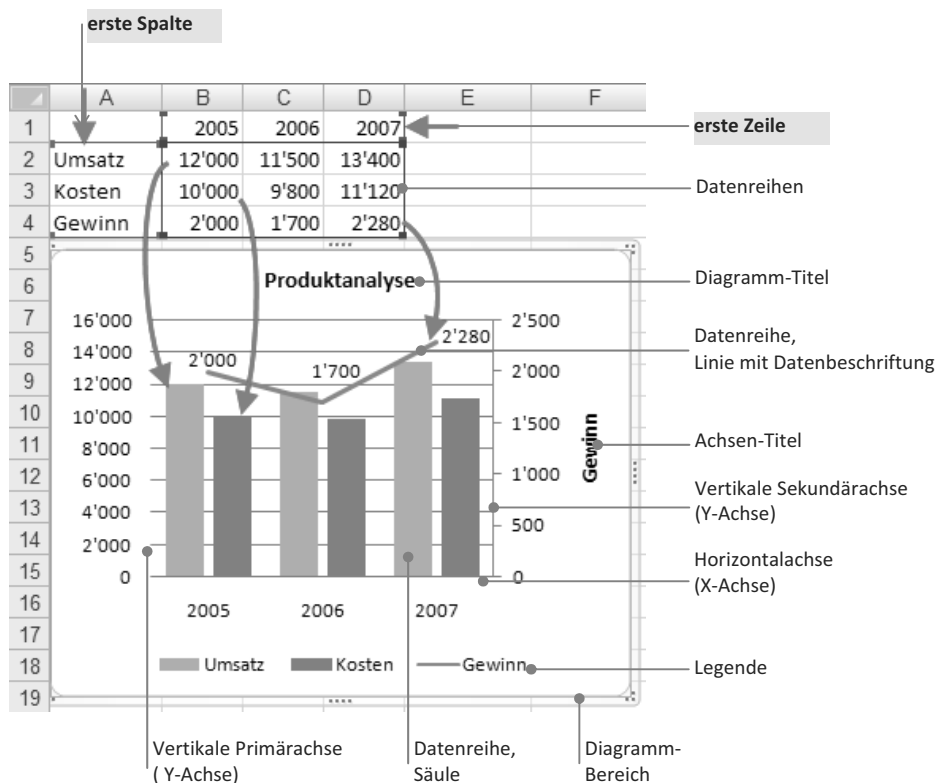 erste Spalte
A B C D E F
1 2005 2006 2007
erste Zeile
2 Umsatz 12'000 11'500 13'400
3 Kosten 10'000 9'800 11'120
Datenreihen
4 Gewinn 2'000 1'700 2'280
5
6
7
8
9
10
11
12
13
14
15
16
17
18
19
Produktanalyse
Diagramm-Titel
16'000
14'000
12'000
10'000
8'000
6'000
4'000
2'000
0
2'000
1'700
2'280
2'500
2'000
1'500
1'000
500
0
Gewinn
Datenreihe,
Linie mit Datenbeschriftung
Achsen-Titel
Vertikale Sekundärachse
(Y-Achse)
Horizontalachse
(X-Achse)
2005 2006 2007
Umsatz Kosten Gewinn
Legende
Vertikale Primärachse
( Y-Achse)
Datenreihe,
Säule
Diagramm-
Bereich